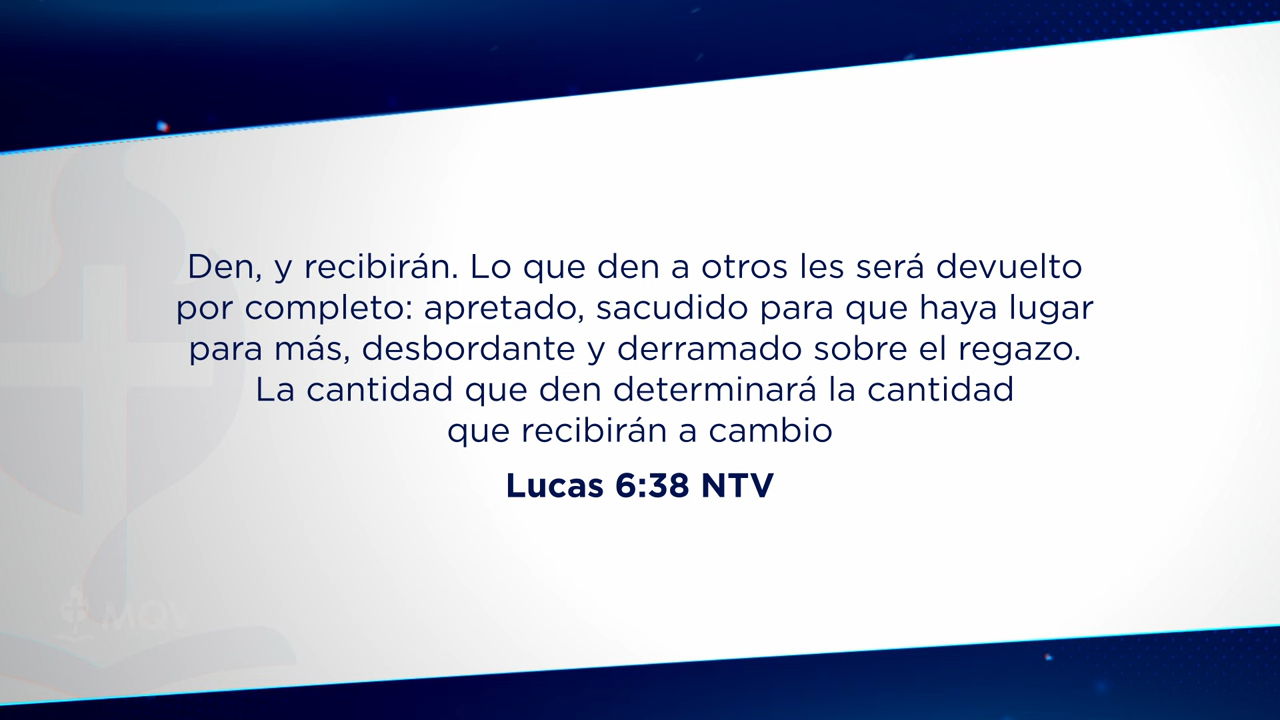 Den, y recibirán. Lo que den a otros les será devuelto
por completo: apretado, sacudido para que haya lugar
para más, desbordante y derramado sobre el regazo.
La cantidad que den determinará la cantidad
que recibirán a cambio
Lucas 6:38 NTV
MQV